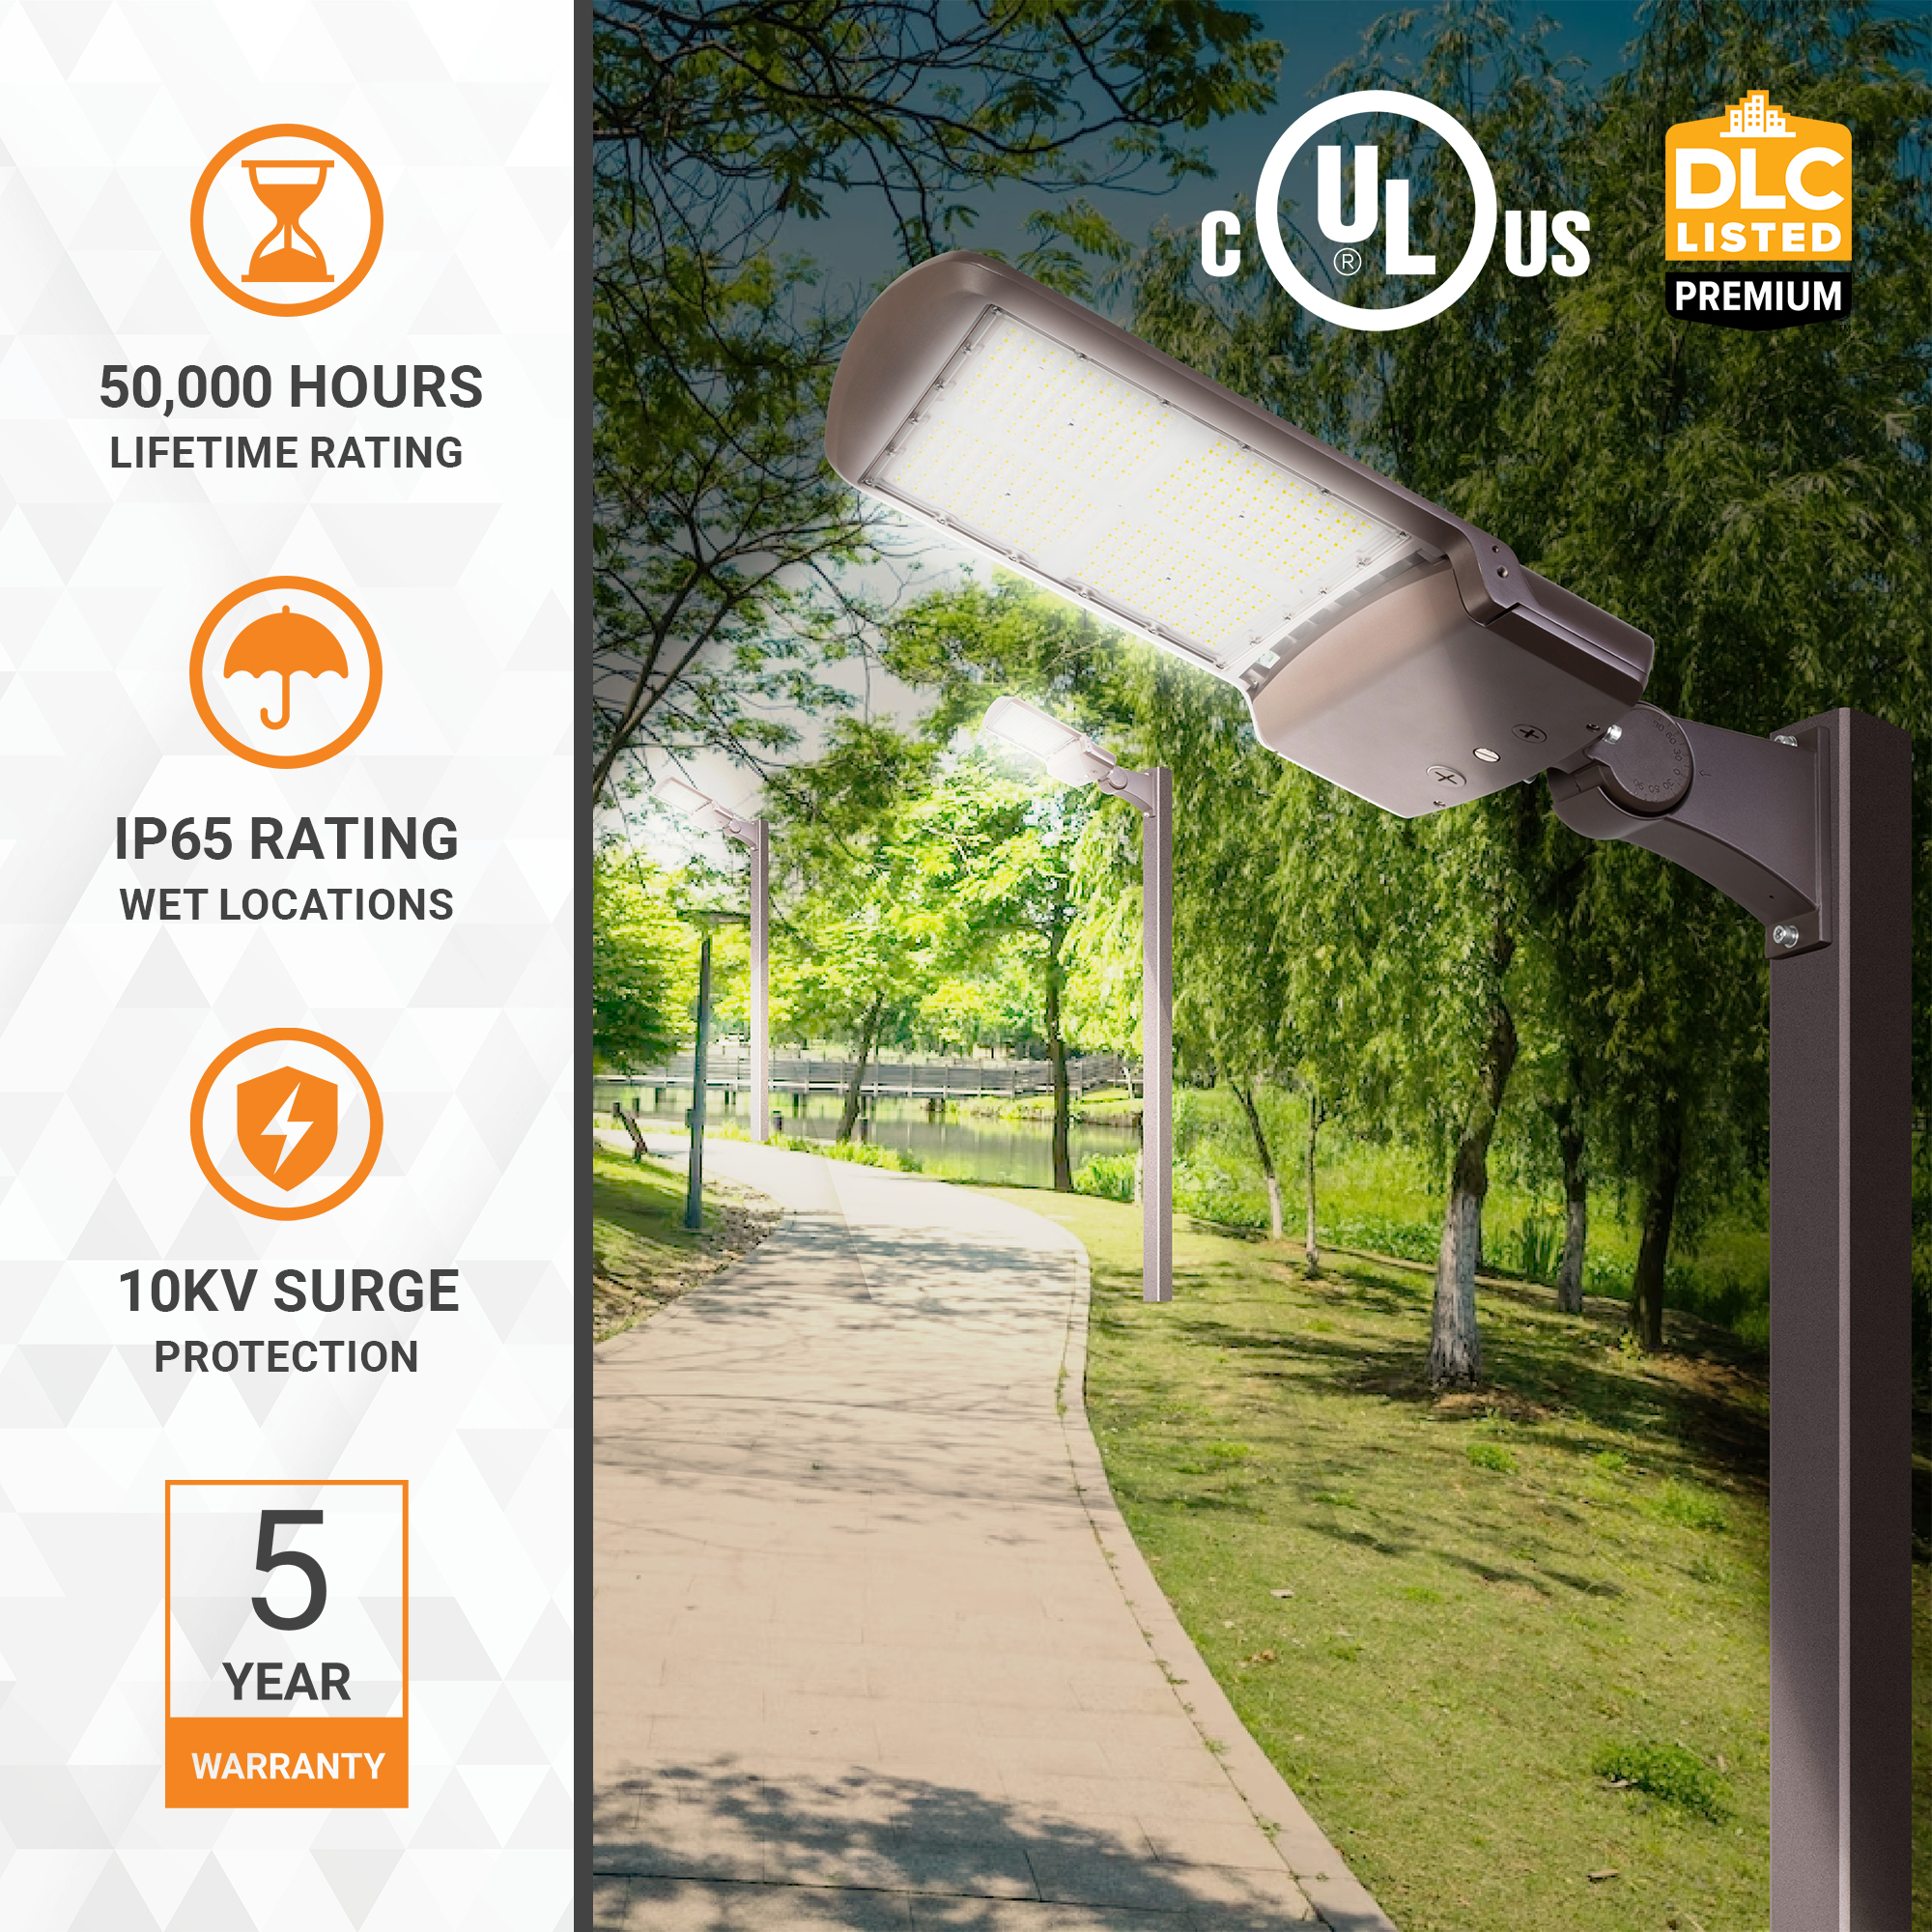 50,000 HOURS
LIFETIME RATING
IP65 RATING
WET LOCATIONS
10KV SURGE
PROTECTION
5
YEAR
WARRANTY
C UL US
®
DLC
LISTED
PREMIUM